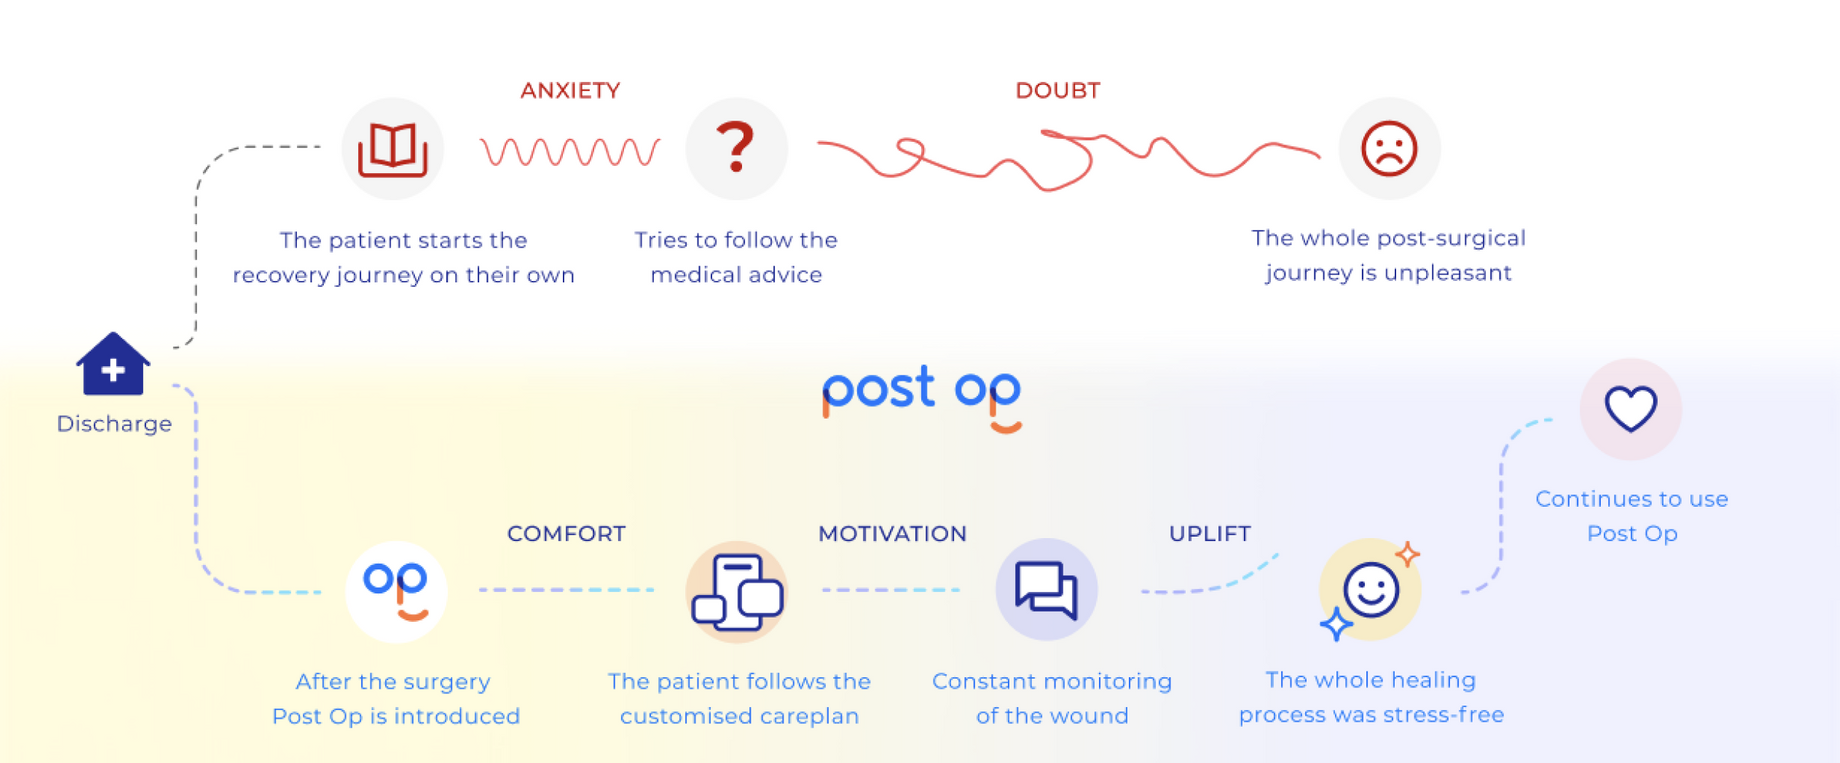 ANXIETY
DOUBT
?
The patient starts the
recovery journey on their own
Tries to follow the
medical advice
The whole post-surgical
journey is unpleasant
Discharge
post op
COMFORT
MOTIVATION
UPLIFT
Continues to use
Post Op
op
After the surgery
Post Op is introduced
The patient follows the
customised careplan
Constant monitoring
of the wound
The whole healing
process was stress-free